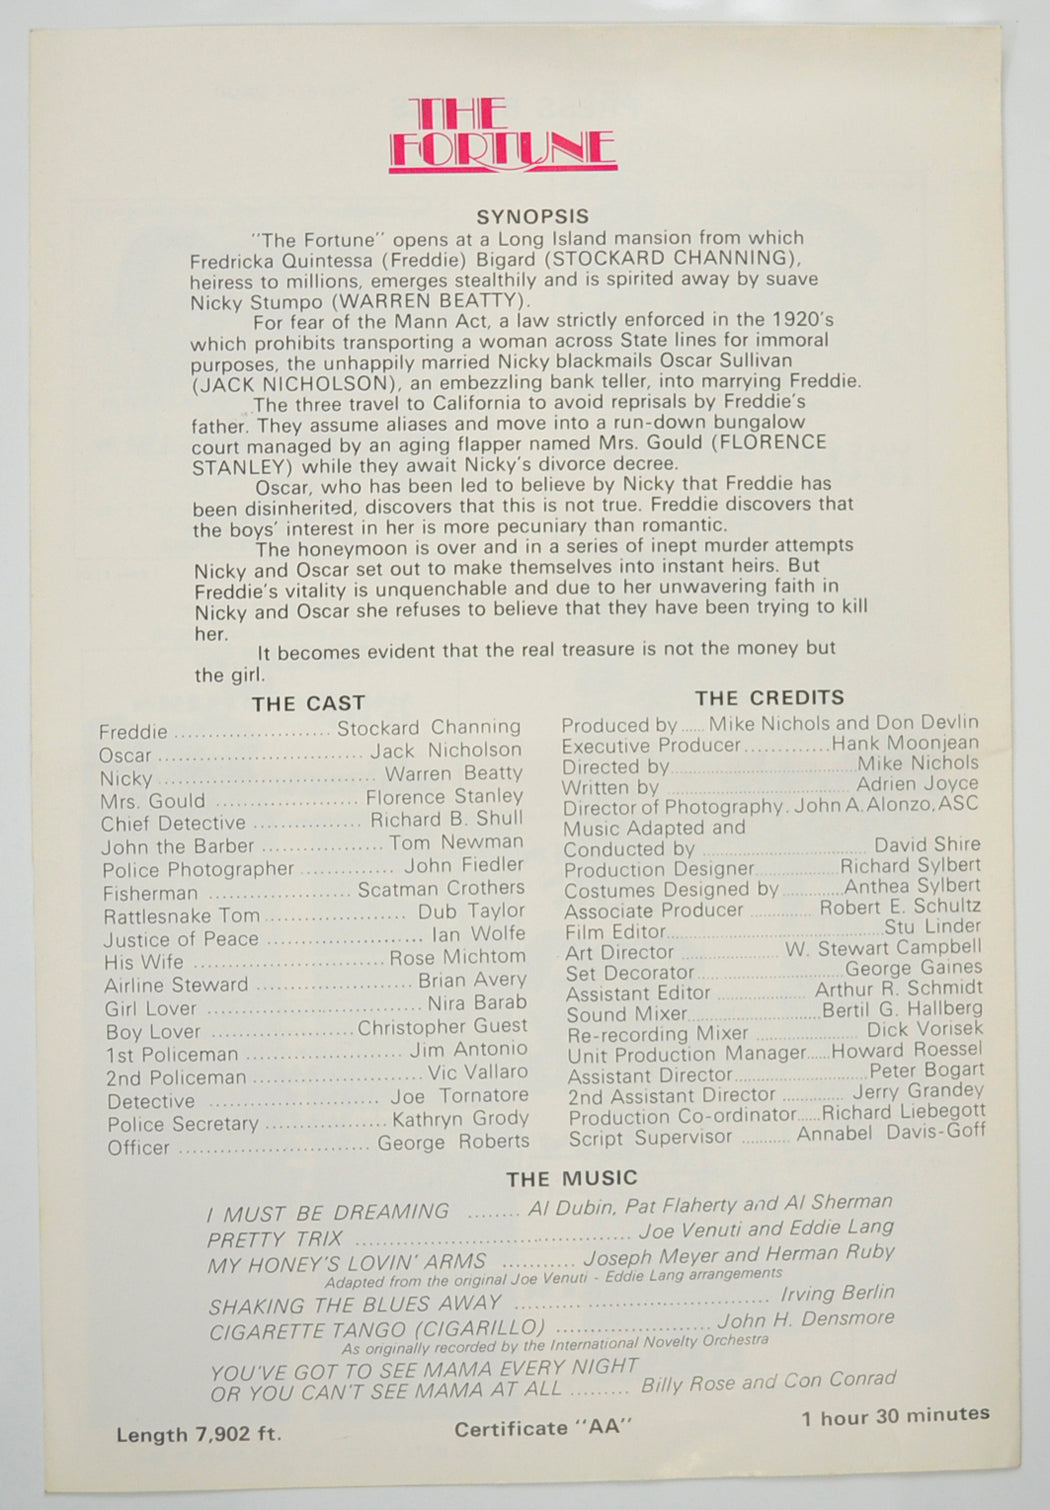 THE
FORTUNE
SYNOPSIS
"The Fortune" opens at a Long Island mansion from which
Fredricka Quintessa (Freddie) Bigard (STOCKARD CHANNING),
heiress to millions, emerges stealthily and is spirited away by suave
Nicky Stumpo (WARREN BEATTY).
For fear of the Mann Act, a law strictly enforced in the 1920's
which prohibits transporting a woman across State lines for immoral
purposes, the unhappily married Nicky blackmails Oscar Sullivan
(JACK NICHOLSON), an embezzling bank teller, into marrying Freddie.
The three travel to California to avoid reprisals by Freddie's
father. They assume aliases and move into a run-down bungalow
court managed by an aging flapper named Mrs. Gould (FLORENCE
STANLEY) while they await Nicky's divorce decree.
Oscar, who has been led to believe by Nicky that Freddie has
been disinherited, discovers that this is not true. Freddie discovers that
the boys' interest in her is more pecuniary than romantic.
The honeymoon is over and in a series of inept murder attempts
Nicky and Oscar set out to make themselves into instant heirs. But
Freddie's vitality is unquenchable and due to her unwavering faith in
Nicky and Oscar she refuses to believe that they have been trying to kill
her.
It becomes evident that the real treasure is not the money but
the girl.
THE CAST
Freddie ....................... Stockard Channing
Oscar ............................. Jack Nicholson
Nicky ............................... Warren Beatty
Mrs. Gould ..................... Florence Stanley
Chief Detective ................ Richard B. Shull
John the Barber .................. Tom Newman
Police Photographer .............. John Fiedler
Fisherman ..................... Scatman Crothers
Rattlesnake Tom ..................... Dub Taylor
Justice of Peace ....................... Ian Wolfe
His Wife ............................ Rose Michtom
Airline Steward ....................... Brian Avery
Girl Lover ................................ Nira Barab
Boy Lover ..................... Christopher Guest
1st Policeman ....................... Jim Antonio
2nd Policeman ......................... Vic Vallaro
Detective ......................... Joe Tornatore
Police Secretary .................. Kathryn Grody
Officer ............................ George Roberts
THE CREDITS
Produced by ...... Mike Nichols and Don Devlin
Executive Producer ............. Hank Moonjean
Directed by ............................ Mike Nichols
Written by ............................ Adrien Joyce
Director of Photography. John A. Alonzo, ASC
Music Adapted and
Conducted by ........................ David Shire
Production Designer .............. Richard Sylbert
Costumes Designed by ............ Anthea Sylbert
Associate Producer ............ Robert E. Schultz
Film Editor .................................. Stu Linder
Art Director .................. W. Stewart Campbell
Set Decorator ........................ George Gaines
Assistant Editor ................ Arthur R. Schmidt
Sound Mixer ..................... Bertil G. Hallberg
Re-recording Mixer .................. Dick Vorisek
Unit Production Manager ..... Howard Roessel
Assistant Director ..................... Peter Bogart
2nd Assistant Director ............ Jerry Grandey
Production Co-ordinator ..... Richard Liebegott
Script Supervisor .......... Annabel Davis-Goff
THE MUSIC
I MUST BE DREAMING ........ Al Dubin, Pat Flaherty and Al Sherman
PRETTY TRIX ........................................ Joe Venuti and Eddie Lang
MY HONEY'S LOVIN' ARMS ........... Joseph Meyer and Herman Ruby
Adapted from the original Joe Venuti - Eddie Lang arrangements
SHAKING THE BLUES AWAY ..................................... Irving Berlin
CIGARETTE TANGO (CIGARILLO) ...................... John H. Densmore
As originally recorded by the International Novelty Orchestra
YOU'VE GOT TO SEE MAMA EVERY NIGHT
OR YOU CAN'T SEE MAMA AT ALL ......... Billy Rose and Con Conrad
Length 7,902 ft.
Certificate "AA"
1 hour 30 minutes